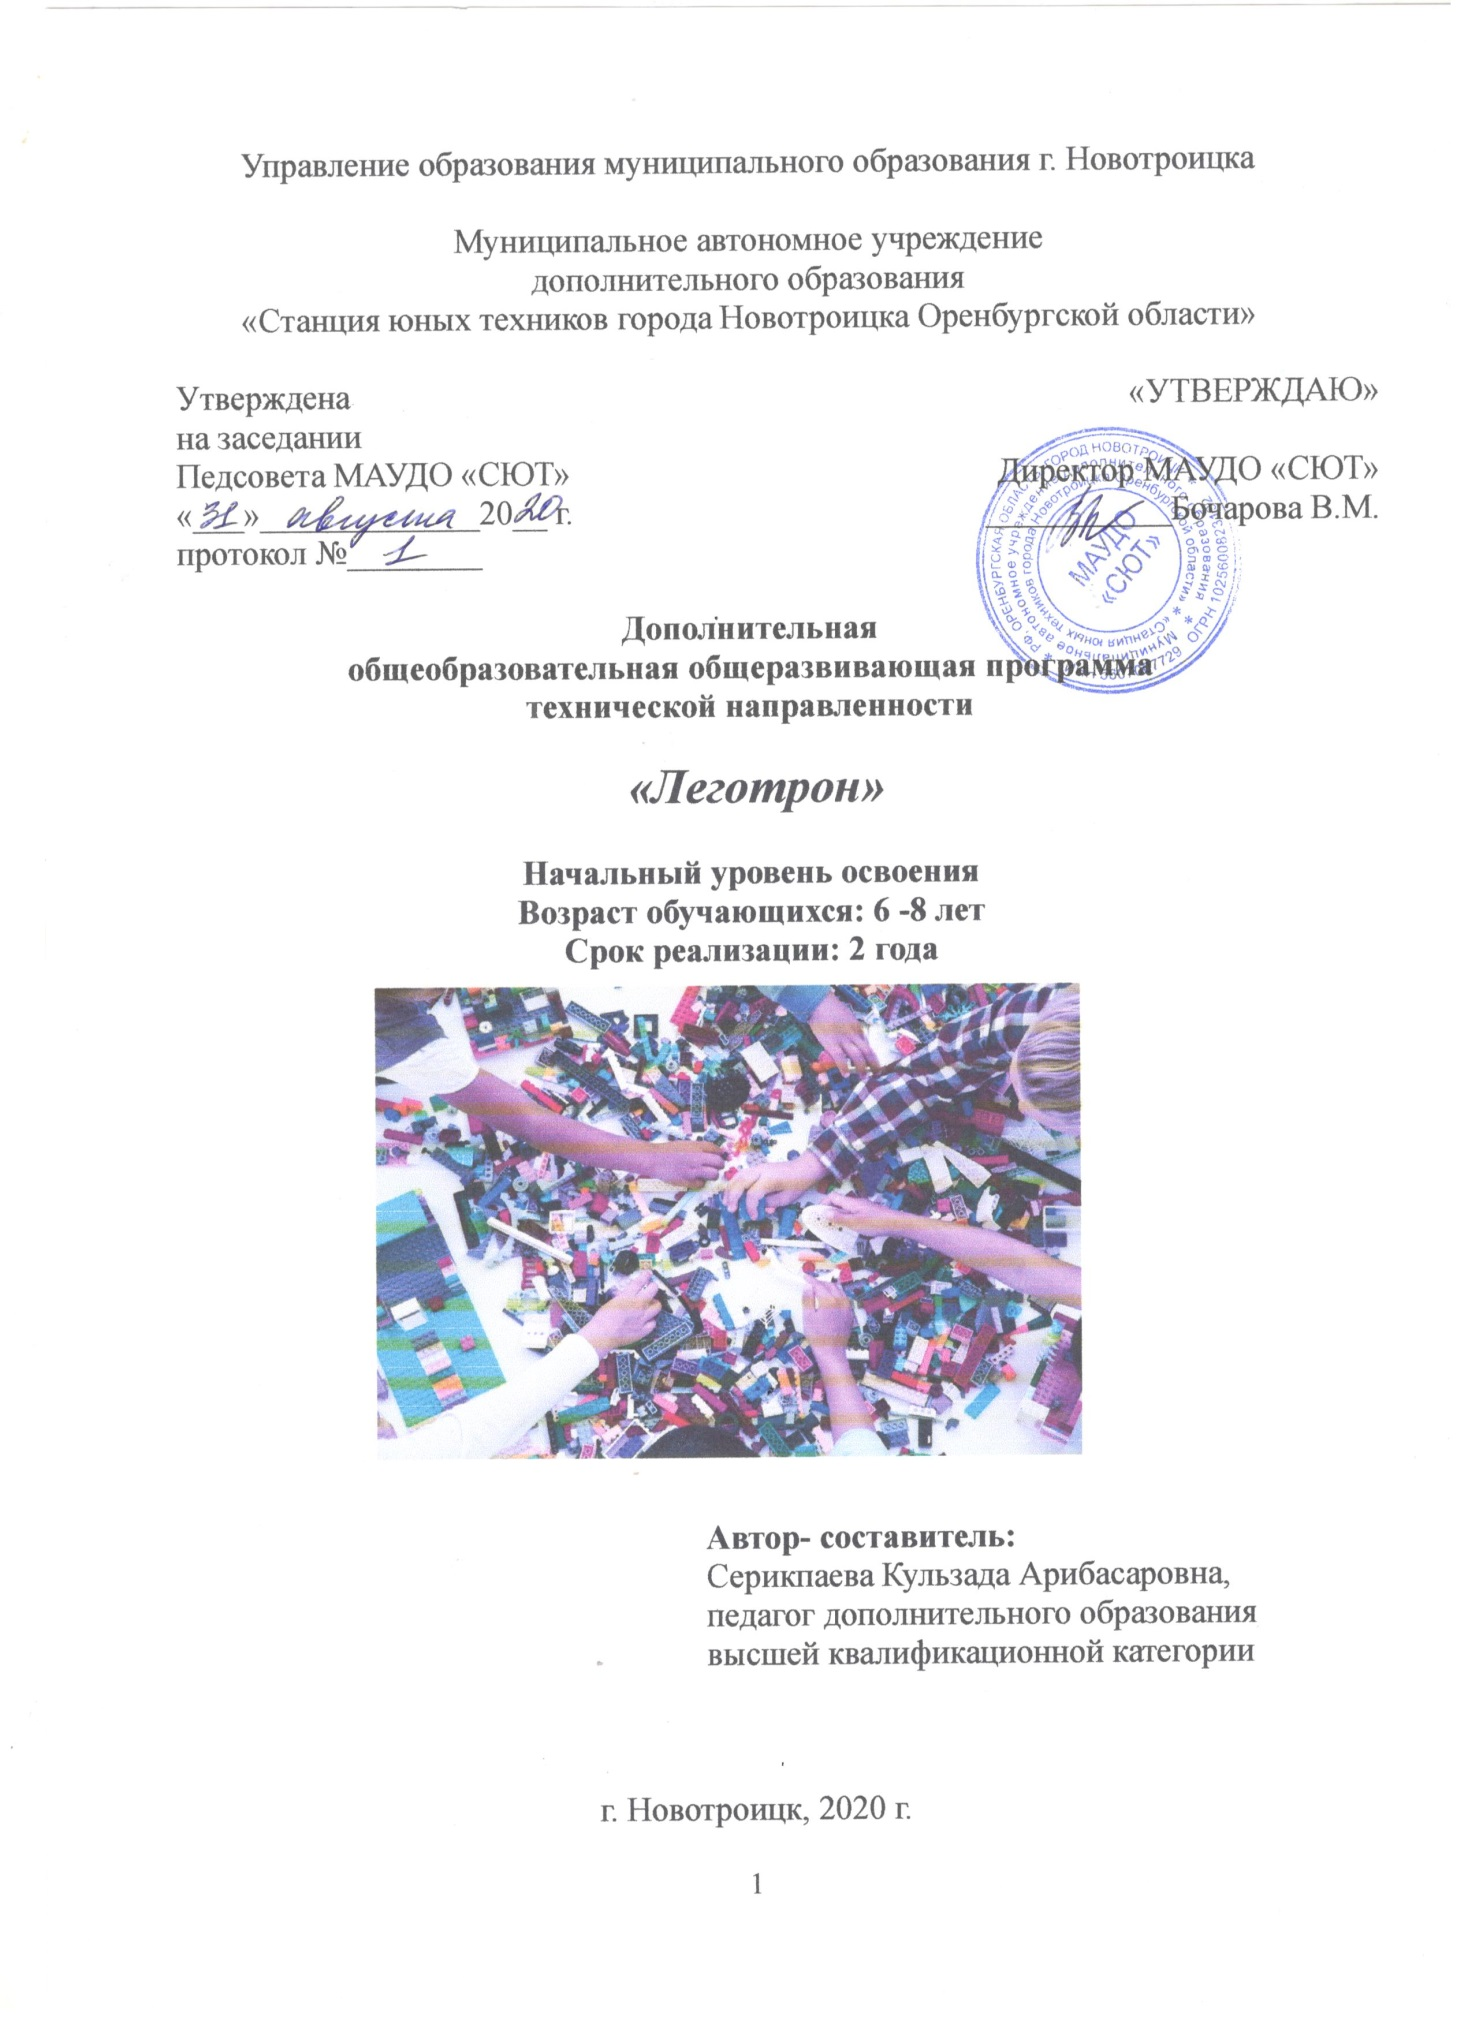 Управление образования муниципального образования г. Новотроицка
Муниципальное автономное учреждение
дополнительного образования
«Станция юных техников города Новотроицка Оренбургской области»
Утверждена
на заседании
Педсовета МАУДО «СЮТ»
«31» августа 2020 г.
протокол № 1
«УТВЕРЖДАЮ»
Директор МАУДО «СЮТ»
Бочарова В.М.
МАУДО
«СЮТ»
Дополнительная
общеобразовательная общеразвивающая программа
технической направленности
«Леготрон»
Начальный уровень освоения
Возраст обучающихся: 6 -8 лет
Срок реализации: 2 года
Автор- составитель:
Серикпаева Кульзада Арибасаровна,
педагог дополнительного образования
высшей квалификационной категории
г. Новотроицк, 2020 г.
1